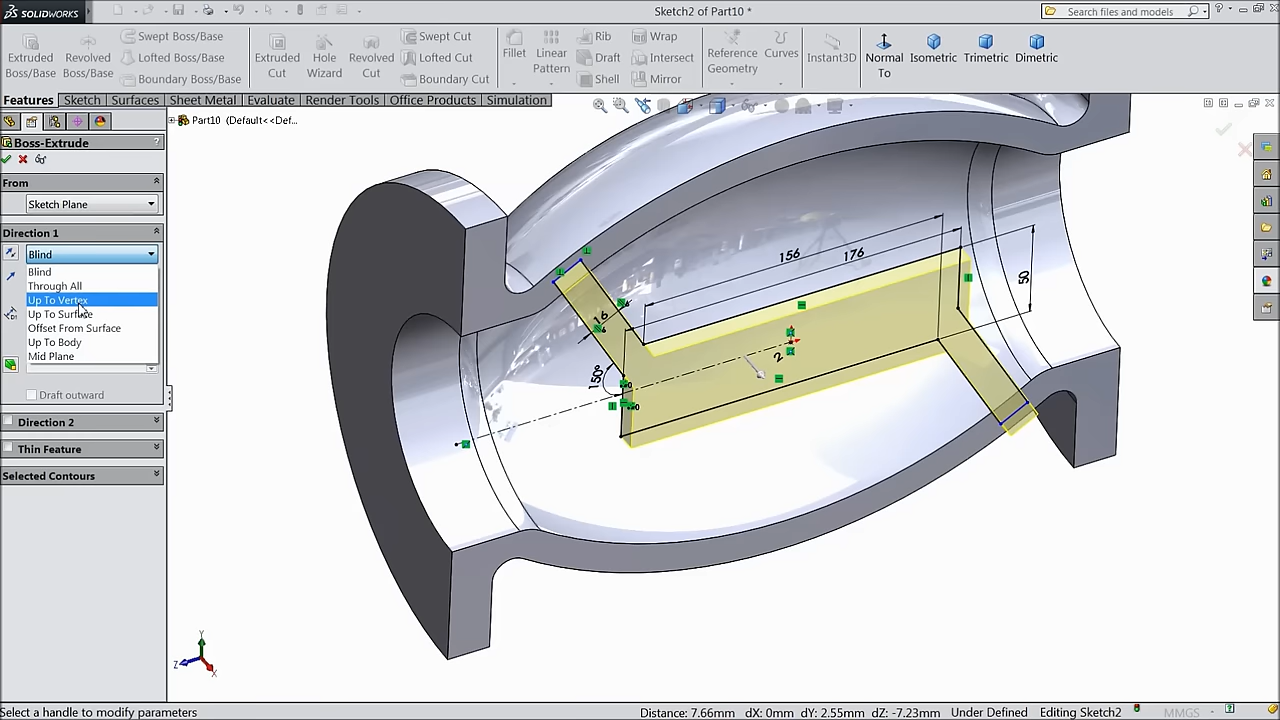 SOLIDWORKS
Sketch2 of Part10 *
Search files and models
Extruded Boss/Base
Revolved Boss/Base
Swept Boss/Base
Lofted Boss/Base
Boundary Boss/Base
Extruded Cut
Hole Wizard
Revolved Cut
Swept Cut
Lofted Cut
Boundary Cut
Fillet
Linear Pattern
Rib
Draft
Shell
Wrap
Intersect
Mirror
Reference Geometry
Curves
Instant3D
Normal To
Isometric
Trimetric
Dimetric
Features
Sketch
Surfaces
Sheet Metal
Evaluate
Render Tools
Office Products
Simulation
Part10 (Default<<Def...
Boss-Extrude
From
Sketch Plane
Direction 1
Blind
Blind
Through All
Up To Vertex
Up To Surface
Offset From Surface
Up To Body
Mid Plane
Draft outward
Direction 2
Thin Feature
Selected Contours
156
176
50
16
150°
2
Y
Z
X
Select a handle to modify parameters
Distance: 7.66mm dX: 0mm dY: 2.55mm dZ: -7.23mm
Under Defined
Editing Sketch2
MMGS